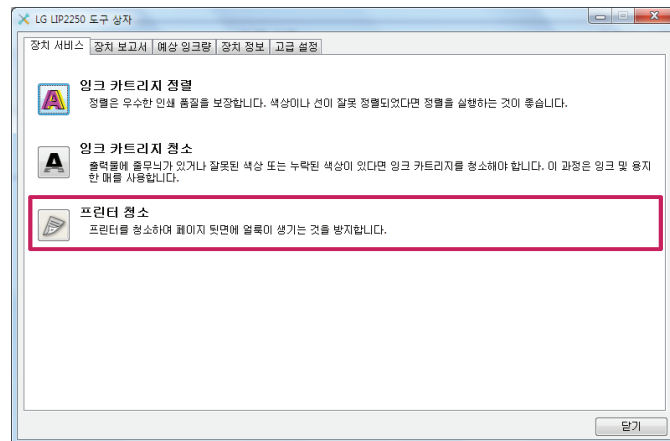 LG LIP2250 도구 상자
장치 서비스 장치 보고서 예상 잉크량 장치 정보 고급 설정
잉크 카트리지 정렬
정렬은 우수한 인쇄 품질을 보장합니다. 색상이나 선이 잘못 정렬되었다면 정렬을 실행하는 것이 좋습니다.
잉크 카트리지 청소
출력물에 줄무늬가 있거나 잘못된 색상 또는 누락된 색상이 있다면 잉크 카트리지를 청소해야 합니다. 이 과정은 잉크 및 용지
한 매를 사용합니다.
프린터 청소
프린터를 청소하여 페이지 뒷면에 얼룩이 생기는 것을 방지합니다.
닫기